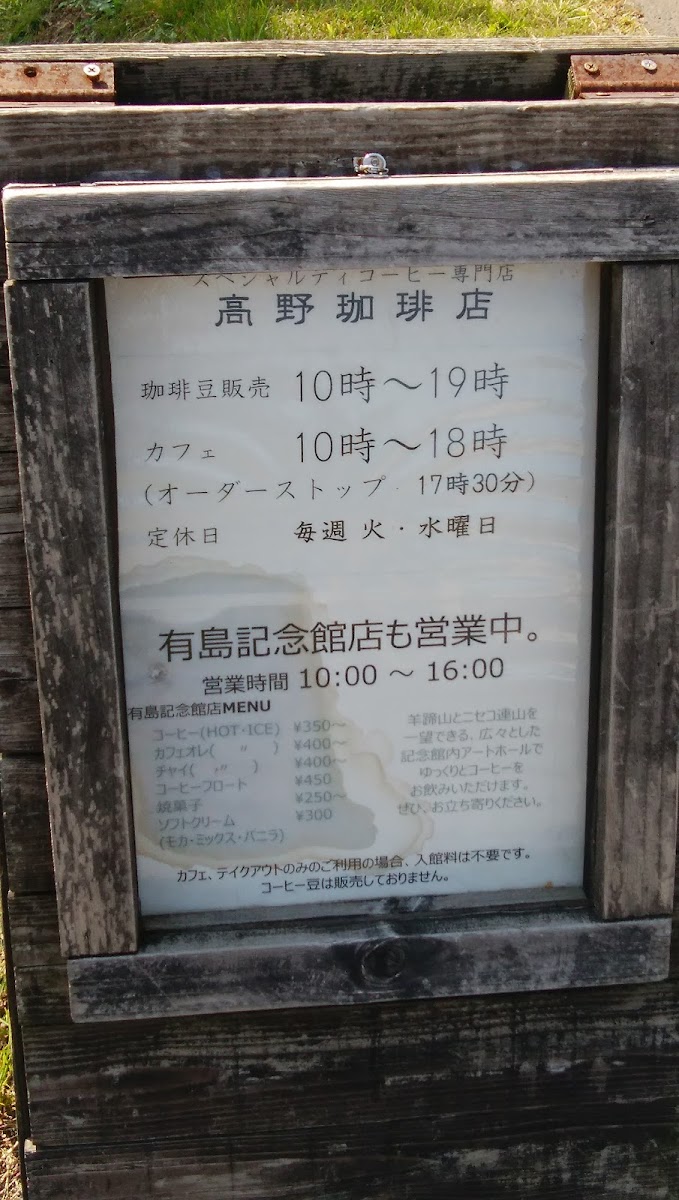 スペシャルティコーヒー専門店
高野珈琲店
珈琲豆販売 10時～19時
カフェ 10時～18時
(オーダーストップ 17時30分)
定休日 毎週 火・水曜日
有島記念館店も営業中。
営業時間 10:00 ～ 16:00
有島記念館店MENU
コーヒー(HOT・ICE) ¥350～
カフェオレ( 〃 ) ¥400～
チャイ( 〃 ) ¥400～
コーヒーフロート ¥450
焼菓子 ¥250～
ソフトクリーム ¥300
(モカ・ミックス・バニラ)
羊蹄山とニセコ連山を
一望できる、広々とした
記念館内アートホールで
ゆっくりとコーヒーを
お飲みいただけます。
ぜひ、お立ち寄りください。
カフェ、テイクアウトのみのご利用の場合、入館料は不要です。
コーヒー豆は販売しておりません。